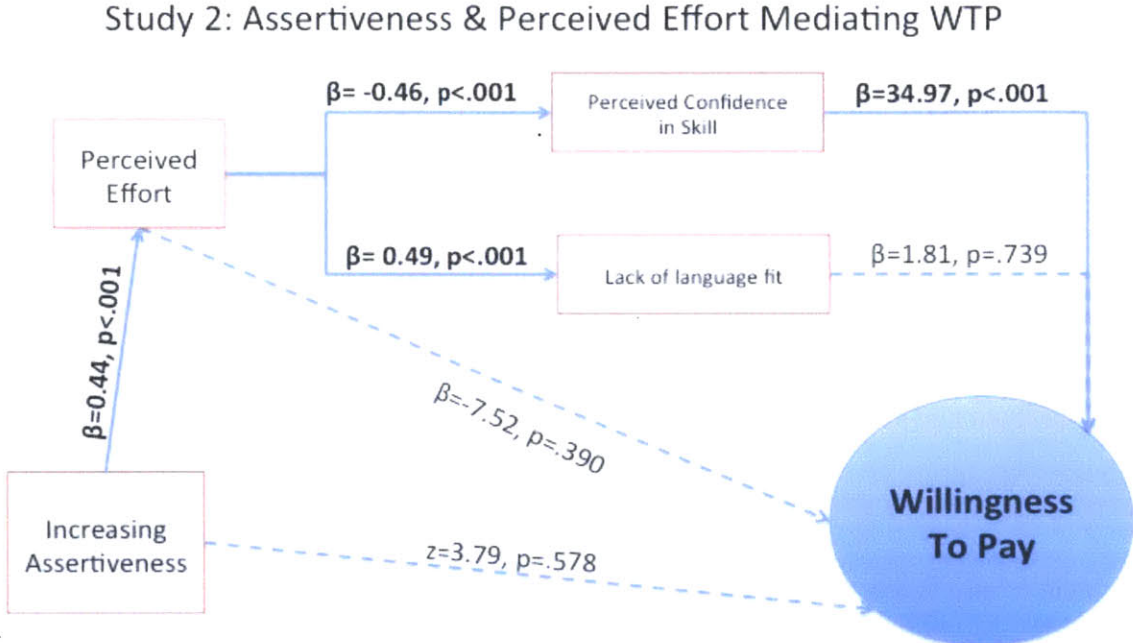 Study 2: Assertiveness & Perceived Effort Mediating WTP
β= -0.46, p<.001
Perceived Confidence
in Skill
β=34.97, p<.001
Perceived
Effort
β= 0.49, p<.001
Lack of language fit
β=1.81, p=.739
β=0.44, p<.001
β=-7.52, p=.390
Increasing
Assertiveness
z=3.79, p=.578
Willingness
To Pay